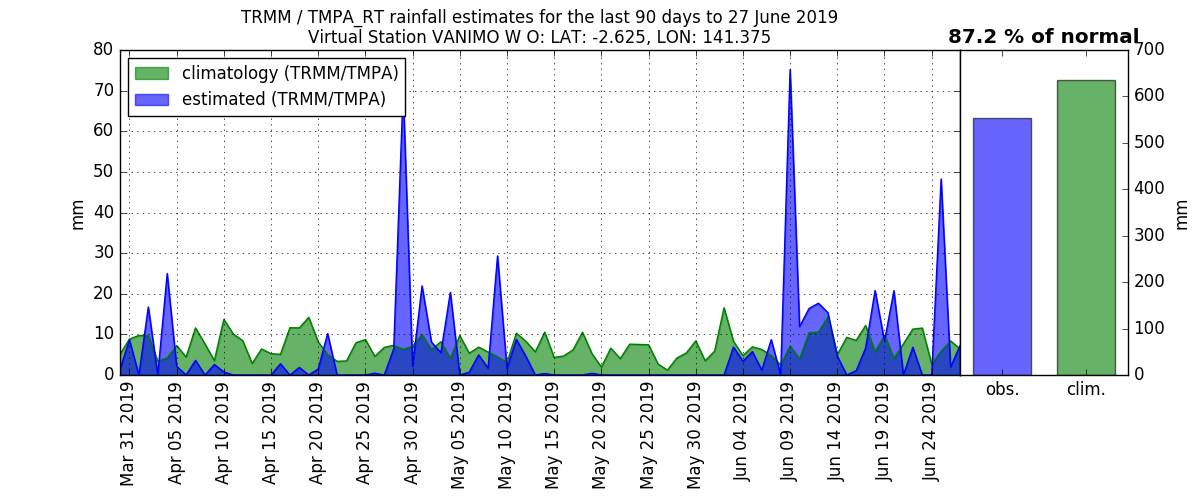 TRMM / TMPA_RT rainfall estimates for the last 90 days to 27 June 2019
Virtual Station VANIMO W O: LAT: -2.625, LON: 141.375
87.2 % of normal
climatology (TRMM/TMPA)
estimated (TRMM/TMPA)
mm
80
70
60
50
40
30
20
10
0
Mar 31 2019
Apr 05 2019
Apr 10 2019
Apr 15 2019
Apr 20 2019
Apr 25 2019
Apr 30 2019
May 05 2019
May 10 2019
May 15 2019
May 20 2019
May 25 2019
May 30 2019
Jun 04 2019
Jun 09 2019
Jun 14 2019
Jun 19 2019
Jun 24 2019
obs.
clim.
700
600
500
400
300
200
100
0
mm